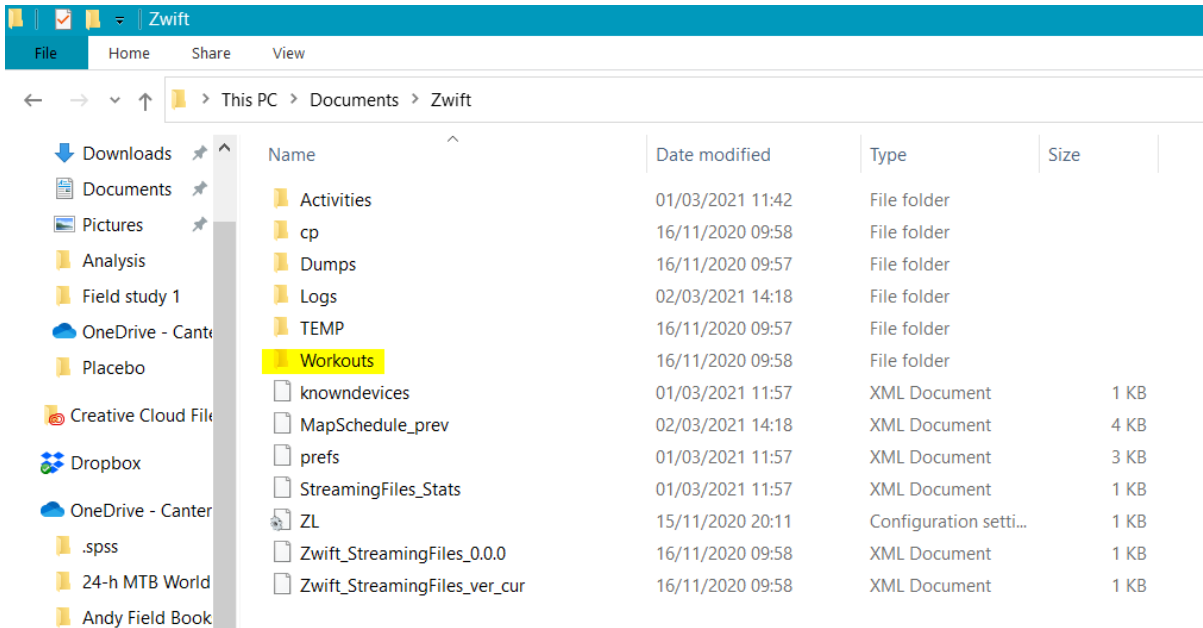 Zwift
File Home Share View
This PC > Documents > Zwift
Downloads
Documents
Pictures
Analysis
Field study 1
OneDrive - Cante
Placebo
Creative Cloud File
Dropbox
OneDrive - Canter
.spss
24-h MTB World
Andy Field Book
Name Date modified Type Size
Activities 01/03/2021 11:42 File folder
cp 16/11/2020 09:58 File folder
Dumps 16/11/2020 09:57 File folder
Logs 02/03/2021 14:18 File folder
TEMP 16/11/2020 09:57 File folder
Workouts 16/11/2020 09:58 File folder
knowndevices 01/03/2021 11:57 XML Document 1 KB
MapSchedule_prev 02/03/2021 14:18 XML Document 4 KB
prefs 01/03/2021 11:57 XML Document 3 KB
StreamingFiles_Stats 01/03/2021 11:57 XML Document 1 KB
ZL 15/11/2020 20:11 Configuration setti... 1 KB
Zwift_StreamingFiles_0.0.0 16/11/2020 09:58 XML Document 1 KB
Zwift_StreamingFiles_ver_cur 16/11/2020 09:58 XML Document 1 KB